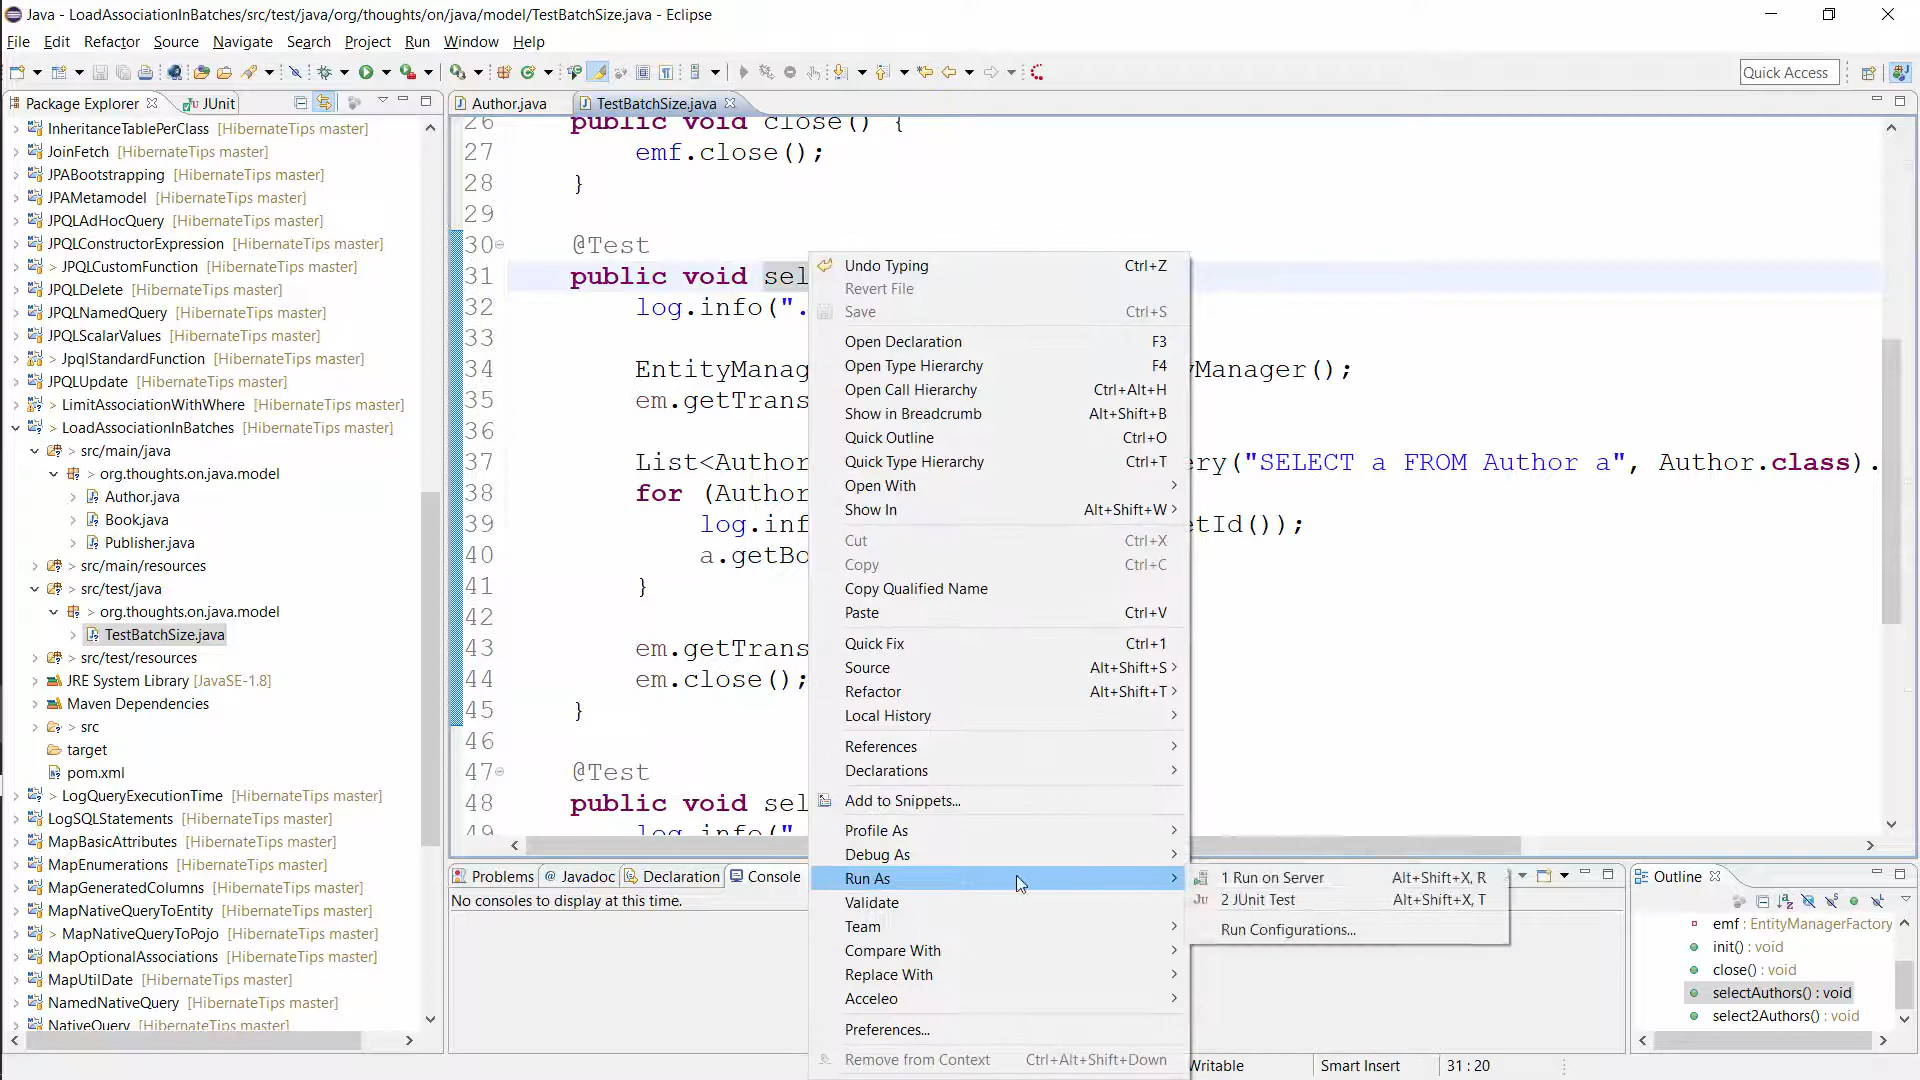 Java - LoadAssociationInBatches/src/test/java/org/thoughts/on/java/model/TestBatchSize.java - Eclipse
File Edit Refactor Source Navigate Search Project Run Window Help
Quick Access
Package Explorer JUnit
InheritanceTablePerClass [HibernateTips master]
JoinFetch [HibernateTips master]
JPABootstrapping [HibernateTips master]
JPAMetamodel [HibernateTips master]
JPQLAdHocQuery [HibernateTips master]
JPQLConstructorExpression [HibernateTips master]
> JPQLCustomFunction [HibernateTips master]
JPQLDelete [HibernateTips master]
JPQLNamedQuery [HibernateTips master]
JPQLScalarValues [HibernateTips master]
> JpqlStandardFunction [HibernateTips master]
JPQLUpdate [HibernateTips master]
> LimitAssociationWithWhere [HibernateTips master]
> LoadAssociationInBatches [HibernateTips master]
> src/main/java
> org.thoughts.on.java.model
> Author.java
> Book.java
> Publisher.java
> src/main/resources
> src/test/java
> org.thoughts.on.java.model
> TestBatchSize.java
> src/test/resources
JRE System Library [JavaSE-1.8]
Maven Dependencies
> src
target
pom.xml
> LogQueryExecutionTime [HibernateTips master]
LogSQLStatements [HibernateTips master]
MapBasicAttributes [HibernateTips master]
MapEnumerations [HibernateTips master]
MapGeneratedColumns [HibernateTips master]
MapNativeQueryToEntity [HibernateTips master]
> MapNativeQueryToPojo [HibernateTips master]
MapOptionalAssociations [HibernateTips master]
MapUtilDate [HibernateTips master]
NamedNativeQuery [HibernateTips master]
NativeQuery [HibernateTips master]
Author.java TestBatchSize.java
26 public void close() {
27 emf.close();
28 }
29
30 @Test
31 public void sel
32 log.info(".
33
34 EntityManag yManager();
35 em.getTrans
36
37 List<Author ry("SELECT a FROM Author a", Author.class).
38 for (Author
39 log.inf etId());
40 a.getBo
41 }
42
43 em.getTrans
44 em.close();
45 }
46
47 @Test
48 public void sel
49 log.info("
Undo Typing Ctrl+Z
Revert File
Save Ctrl+S
Open Declaration F3
Open Type Hierarchy F4
Open Call Hierarchy Ctrl+Alt+H
Show in Breadcrumb Alt+Shift+B
Quick Outline Ctrl+O
Quick Type Hierarchy Ctrl+T
Open With
Show In Alt+Shift+W
Cut Ctrl+X
Copy Ctrl+C
Copy Qualified Name
Paste Ctrl+V
Quick Fix Ctrl+1
Source Alt+Shift+S
Refactor Alt+Shift+T
Local History
References
Declarations
Add to Snippets...
Profile As
Debug As
Run As
Validate
Team
Compare With
Replace With
Acceleo
Preferences...
Remove from Context Ctrl+Alt+Shift+Down
1 Run on Server Alt+Shift+X, R
2 JUnit Test Alt+Shift+X, T
Run Configurations...
Problems @ Javadoc Declaration Console
No consoles to display at this time.
Outline
emf : EntityManagerFactory
init() : void
close() : void
selectAuthors() : void
select2Authors() : void
Writable Smart Insert 31 : 20